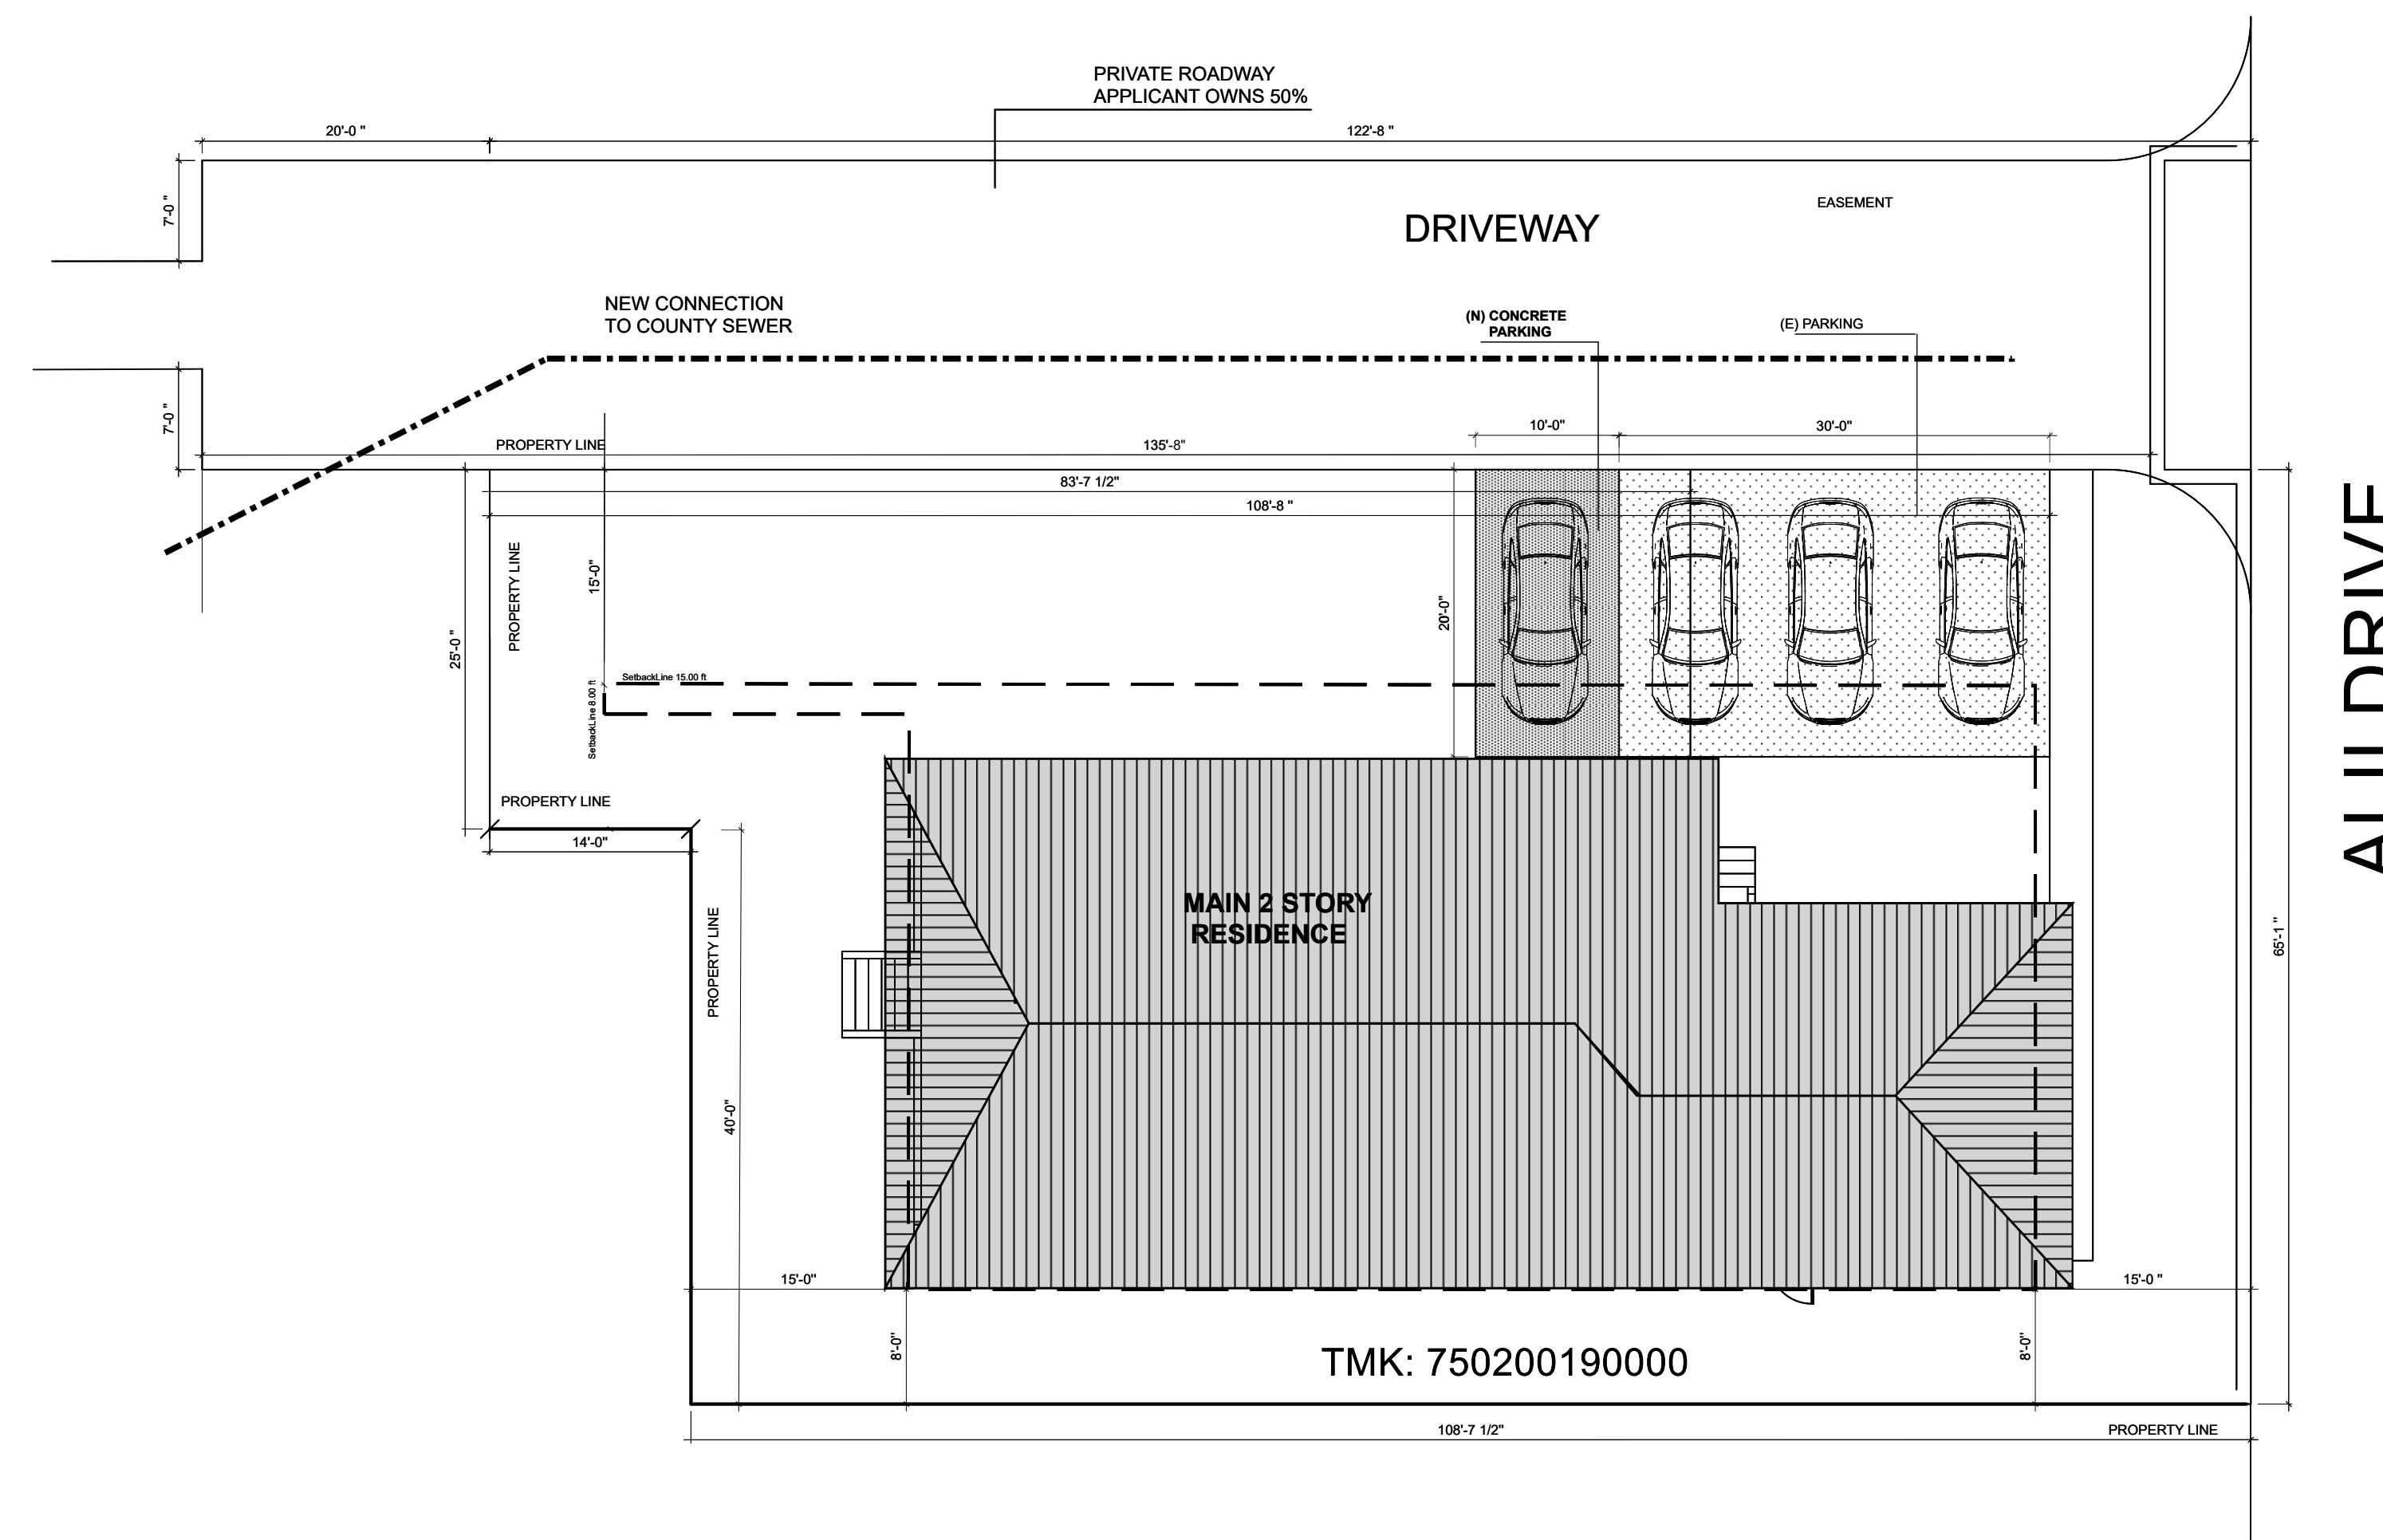 PRIVATE ROADWAY
APPLICANT OWNS 50%
20'-0 "
122'-8 "
7'-0 "
EASEMENT
DRIVEWAY
NEW CONNECTION
TO COUNTY SEWER
(N) CONCRETE
PARKING
(E) PARKING
7'-0 "
PROPERTY LINE
135'-8"
10'-0"
30'-0"
83'-7 1/2"
108'-8 "
PROPERTY LINE
15'-0"
25'-0 "
20'-0"
SetbackLine 15.00 ft
SetbackLine 8.00 ft
PROPERTY LINE
14'-0"
ALII DRIVE
MAIN 2 STORY
RESIDENCE
PROPERTY LINE
65'-1 "
40'-0"
15'-0"
15'-0 "
8'-0"
8'-0"
TMK: 750200190000
108'-7 1/2"
PROPERTY LINE